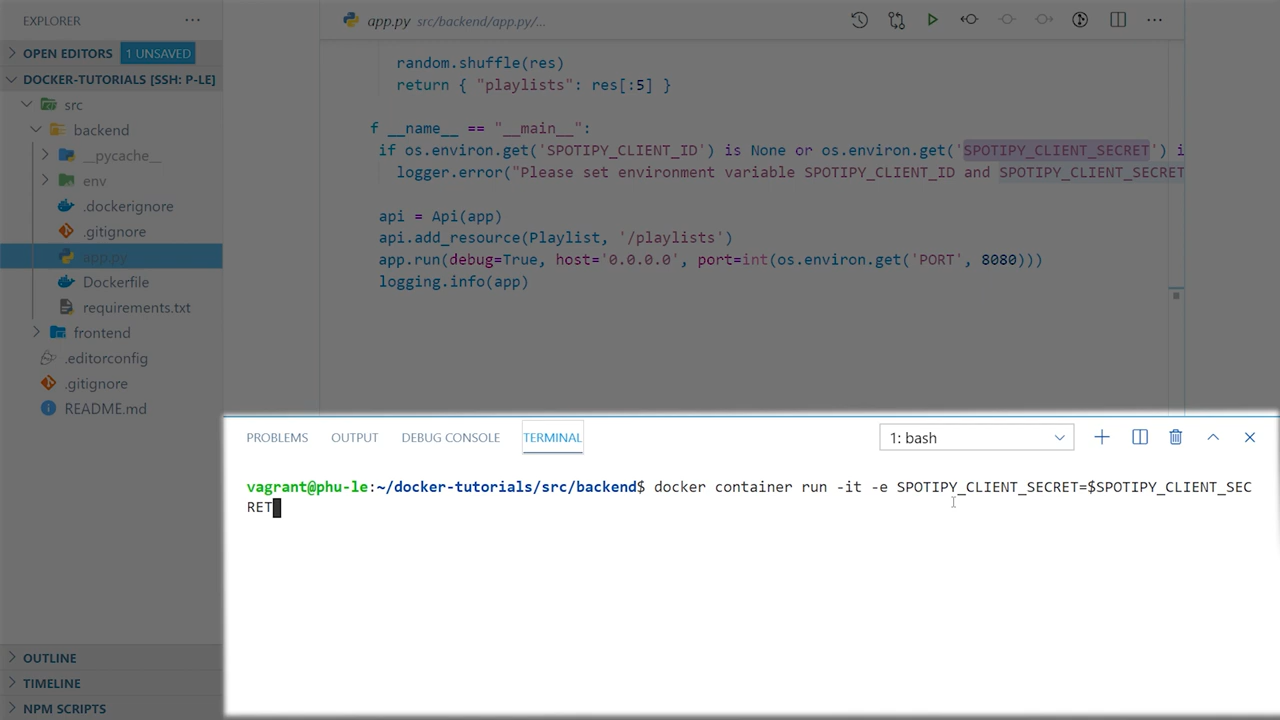 EXPLORER
OPEN EDITORS 1 UNSAVED
DOCKER-TUTORIALS [SSH: P-LE]
src
backend
__pycache__
env
.dockerignore
.gitignore
app.py
Dockerfile
requirements.txt
frontend
.editorconfig
.gitignore
README.md
OUTLINE
TIMELINE
NPM SCRIPTS
app.py src/backend/app.py/...
random.shuffle(res)
return { "playlists": res[:5] }
f __name__ == "__main__":
if os.environ.get('SPOTIPY_CLIENT_ID') is None or os.environ.get('SPOTIPY_CLIENT_SECRET') i
logger.error("Please set environment variable SPOTIPY_CLIENT_ID and SPOTIPY_CLIENT_SECRET
api = Api(app)
api.add_resource(Playlist, '/playlists')
app.run(debug=True, host='0.0.0.0', port=int(os.environ.get('PORT', 8080)))
logging.info(app)
PROBLEMS OUTPUT DEBUG CONSOLE TERMINAL 1: bash
vagrant@phu-le:~/docker-tutorials/src/backend$ docker container run -it -e SPOTIPY_CLIENT_SECRET=$SPOTIPY_CLIENT_SEC
RET